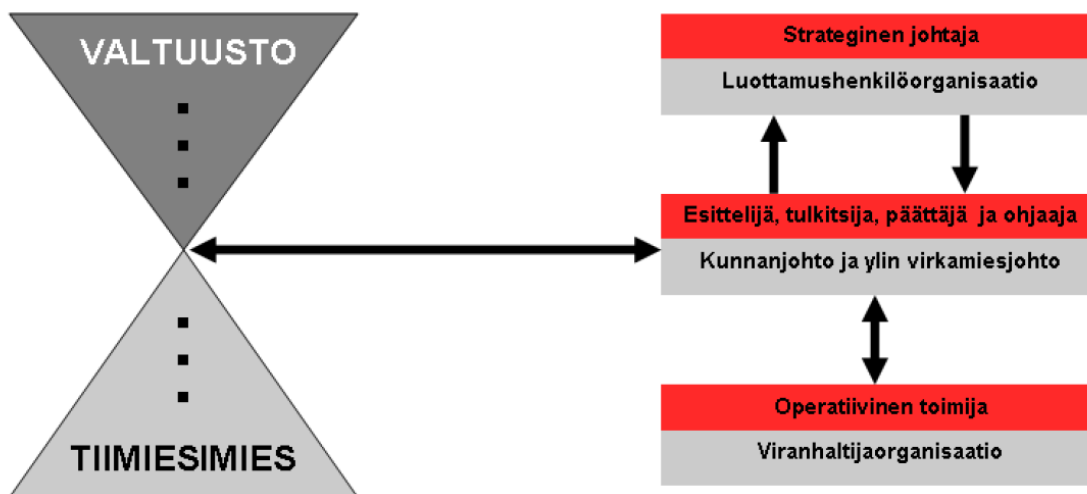 VALTUUSTO
TIIMIESIMIES
Strateginen johtaja
Luottamushenkilöorganisaatio
Esittelijä, tulkitsija, päättäjä ja ohjaaja
Kunnanjohto ja ylin virkamiesjohto
Operatiivinen toimija
Viranhaltijaorganisaatio